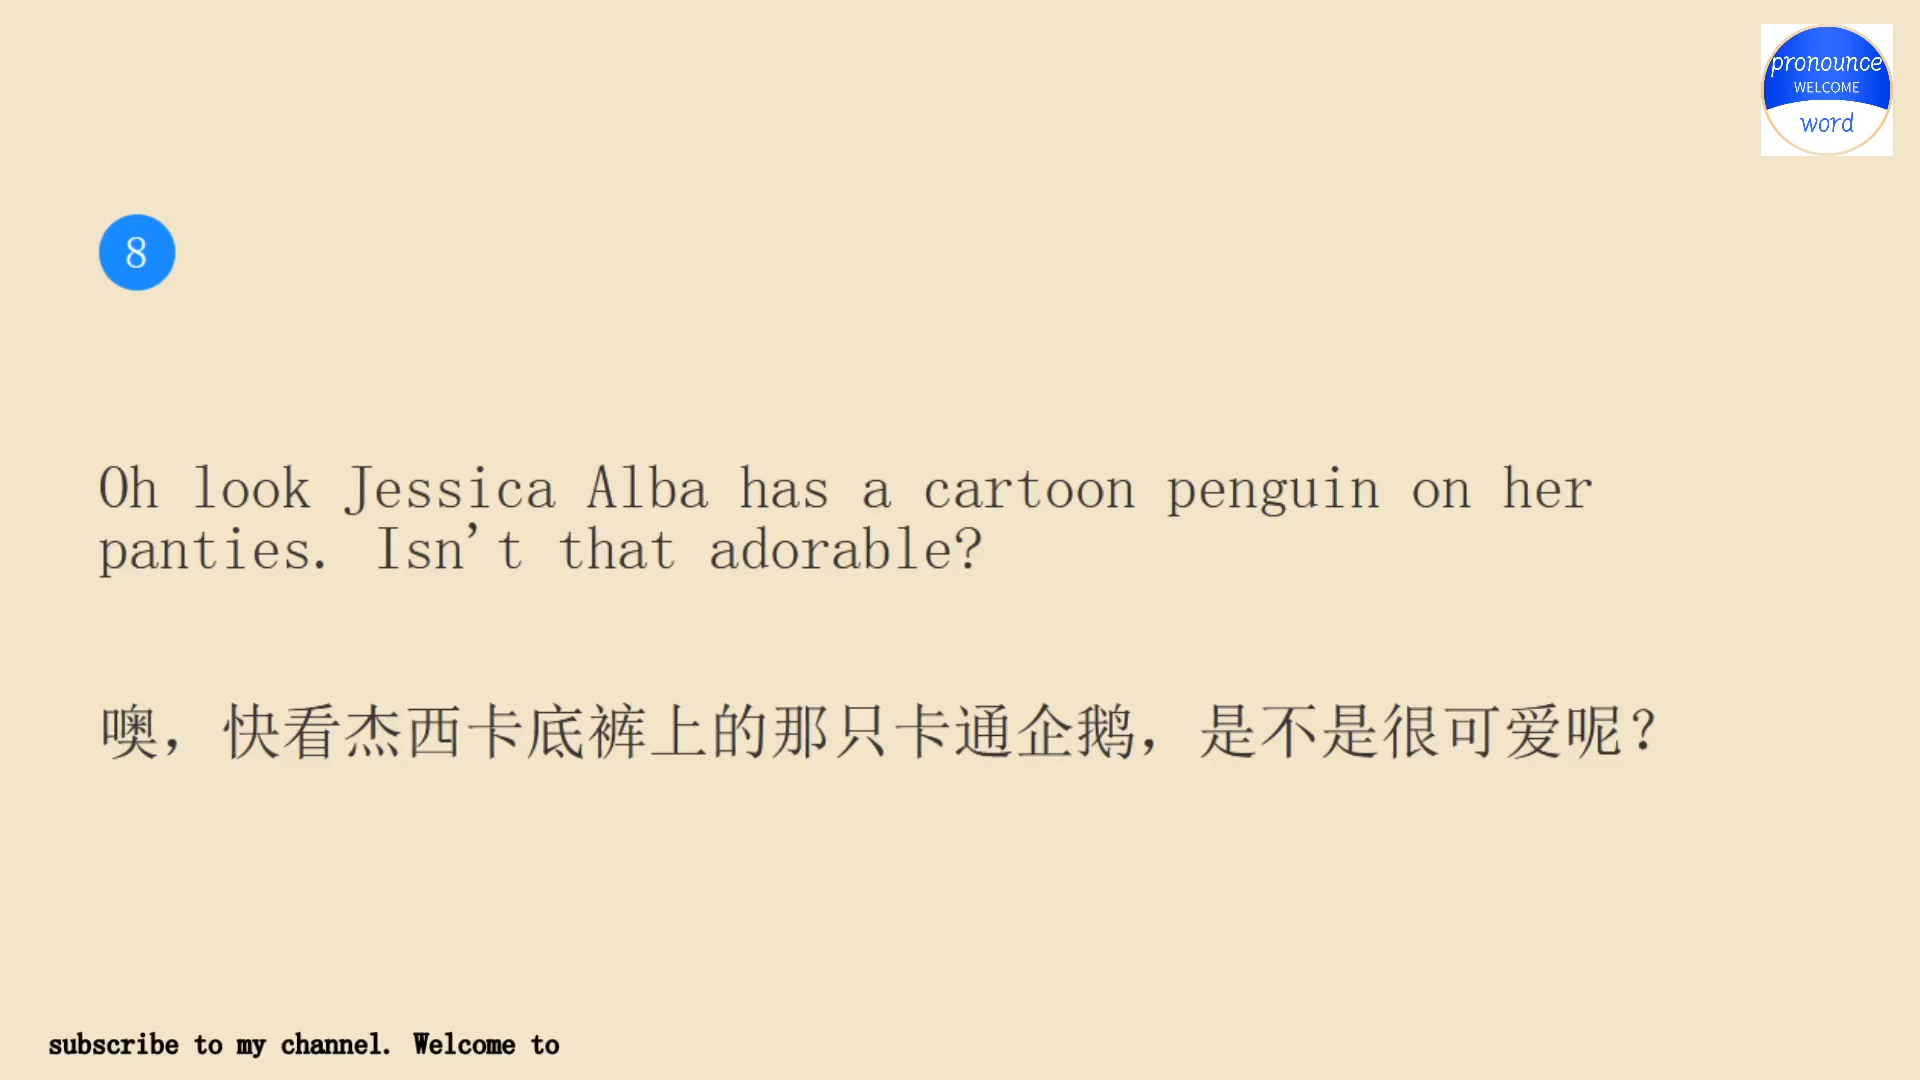 pronounce
WELCOME
word
8
Oh look Jessica Alba has a cartoon penguin on her
panties. Isn't that adorable?
噢，快看杰西卡底裤上的那只卡通企鹅，是不是很可爱呢？
subscribe to my channel. Welcome to